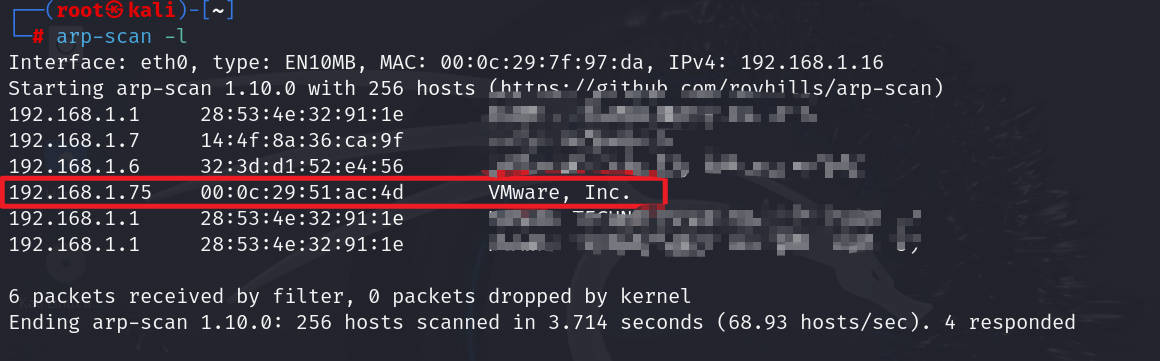 ┌──(root㉿kali)-[~]
└─# arp-scan -l
Interface: eth0, type: EN10MB, MAC: 00:0c:29:7f:97:da, IPv4: 192.168.1.16
Starting arp-scan 1.10.0 with 256 hosts (https://github.com/royhills/arp-scan)
192.168.1.1 28:53:4e:32:91:1e
192.168.1.7 14:4f:8a:36:ca:9f
192.168.1.6 32:3d:d1:52:e4:56
192.168.1.75 00:0c:29:51:ac:4d VMware, Inc.
192.168.1.1 28:53:4e:32:91:1e
192.168.1.1 28:53:4e:32:91:1e
6 packets received by filter, 0 packets dropped by kernel
Ending arp-scan 1.10.0: 256 hosts scanned in 3.714 seconds (68.93 hosts/sec). 4 responded